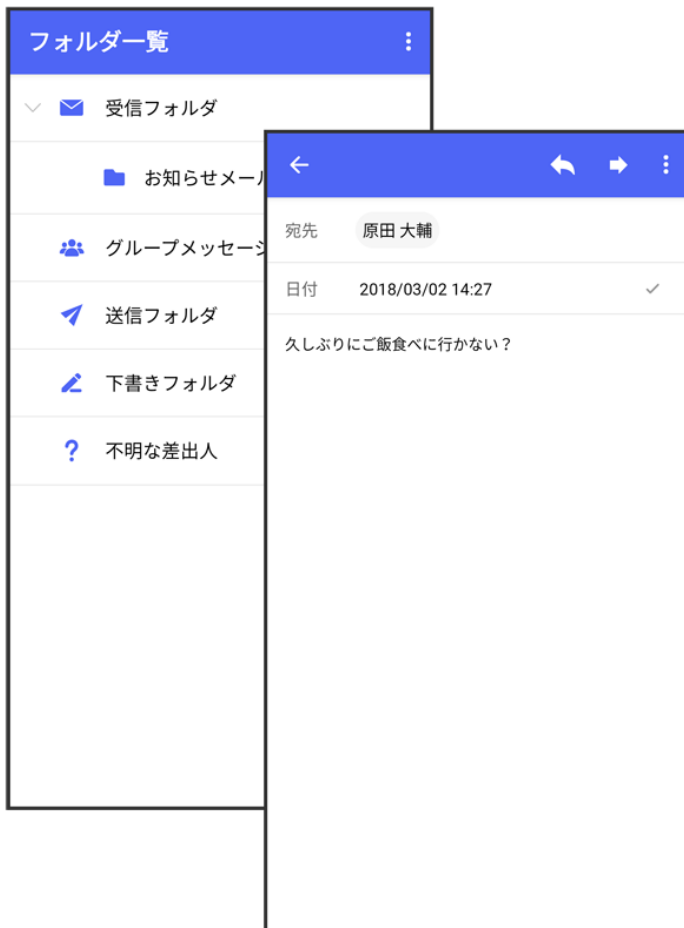 フォルダ一覧
受信フォルダ
お知らせメール
グループメッセージ
送信フォルダ
下書きフォルダ
不明な差出人
宛先 原田 大輔
日付 2018/03/02 14:27
久しぶりにご飯食べに行かない？